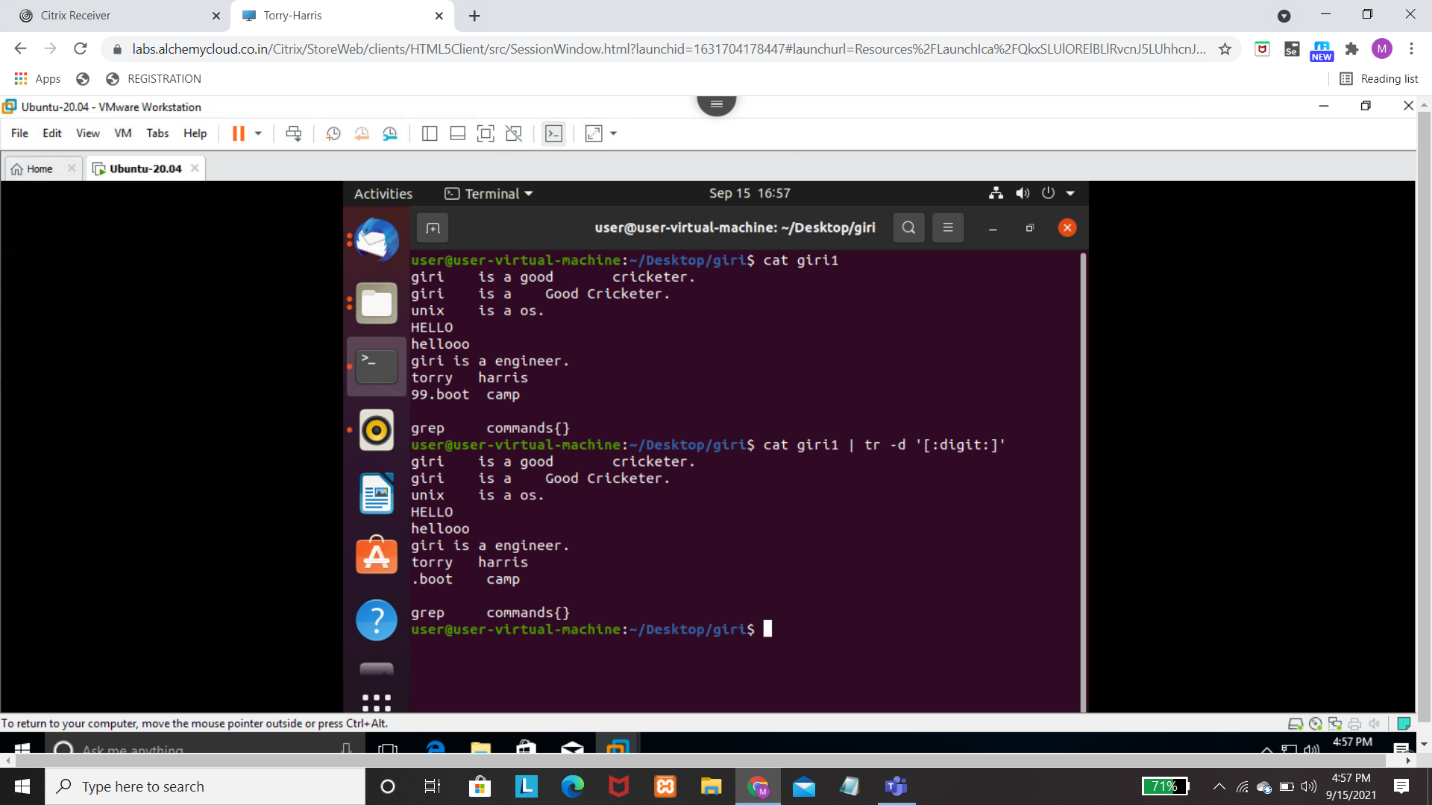 Citrix Receiver
Torry-Harris
labs.alchemycloud.co.in/Citrix/StoreWeb/clients/HTML5Client/src/SessionWindow.html?launchid=1631704178447#launchurl=Resources%2FLaunchIca%2FQkxSLUlORElBLlRvcnJ5LUhhcnJ...
Se
NEW
M
Apps
REGISTRATION
Reading list
Ubuntu-20.04 - VMware Workstation
File Edit View VM Tabs Help
Home
Ubuntu-20.04
Activities
Terminal
Sep 15 16:57
user@user-virtual-machine: ~/Desktop/giri
user@user-virtual-machine:~/Desktop/giri$ cat giri1
giri    is a good       cricketer.
giri    is a    Good Cricketer.
unix    is a os.
HELLO
hellooo
giri is a engineer.
torry   harris
99.boot  camp
grep     commands{}
user@user-virtual-machine:~/Desktop/giri$ cat giri1 | tr -d '[:digit:]'
giri    is a good       cricketer.
giri    is a    Good Cricketer.
unix    is a os.
HELLO
hellooo
giri is a engineer.
torry   harris
.boot    camp
grep     commands{}
user@user-virtual-machine:~/Desktop/giri$
To return to your computer, move the mouse pointer outside or press Ctrl+Alt.
Ask me anything
4:57 PM
Type here to search
L
71%
4:57 PM
9/15/2021